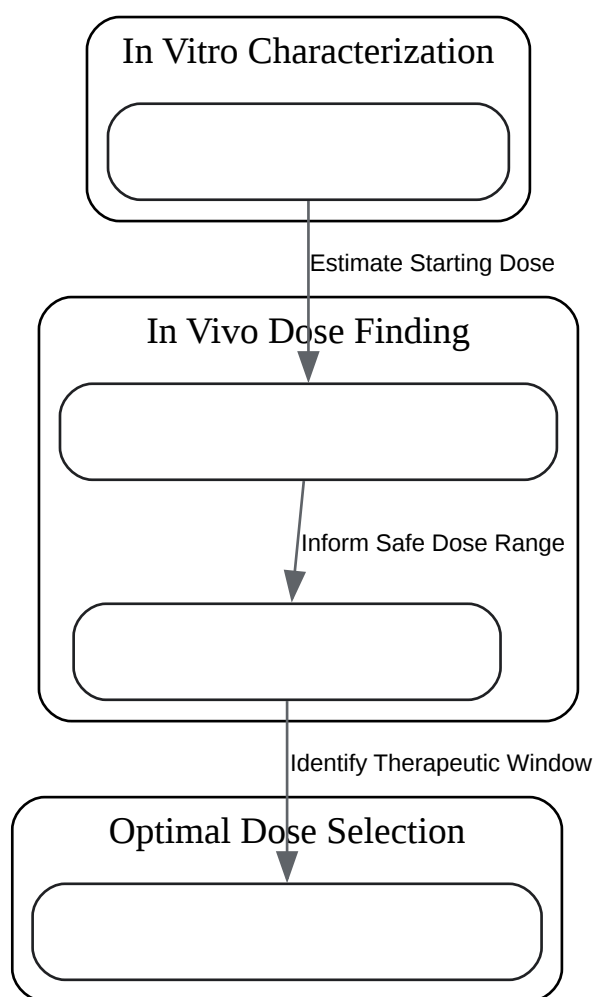 In Vitro Characterization
Estimate Starting Dose
In Vivo Dose Finding
Inform Safe Dose Range
Identify Therapeutic Window
Optimal Dose Selection